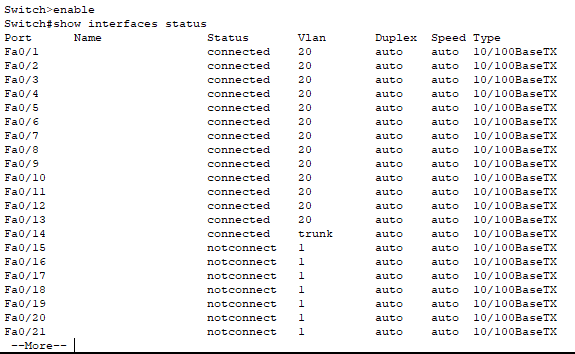 Switch>enable
Switch#show interfaces status
Port Name Status Vlan Duplex Speed Type
Fa0/1 connected 20 auto auto 10/100BaseTX
Fa0/2 connected 20 auto auto 10/100BaseTX
Fa0/3 connected 20 auto auto 10/100BaseTX
Fa0/4 connected 20 auto auto 10/100BaseTX
Fa0/5 connected 20 auto auto 10/100BaseTX
Fa0/6 connected 20 auto auto 10/100BaseTX
Fa0/7 connected 20 auto auto 10/100BaseTX
Fa0/8 connected 20 auto auto 10/100BaseTX
Fa0/9 connected 20 auto auto 10/100BaseTX
Fa0/10 connected 20 auto auto 10/100BaseTX
Fa0/11 connected 20 auto auto 10/100BaseTX
Fa0/12 connected 20 auto auto 10/100BaseTX
Fa0/13 connected 20 auto auto 10/100BaseTX
Fa0/14 connected trunk auto auto 10/100BaseTX
Fa0/15 notconnect 1 auto auto 10/100BaseTX
Fa0/16 notconnect 1 auto auto 10/100BaseTX
Fa0/17 notconnect 1 auto auto 10/100BaseTX
Fa0/18 notconnect 1 auto auto 10/100BaseTX
Fa0/19 notconnect 1 auto auto 10/100BaseTX
Fa0/20 notconnect 1 auto auto 10/100BaseTX
Fa0/21 notconnect 1 auto auto 10/100BaseTX
--More--